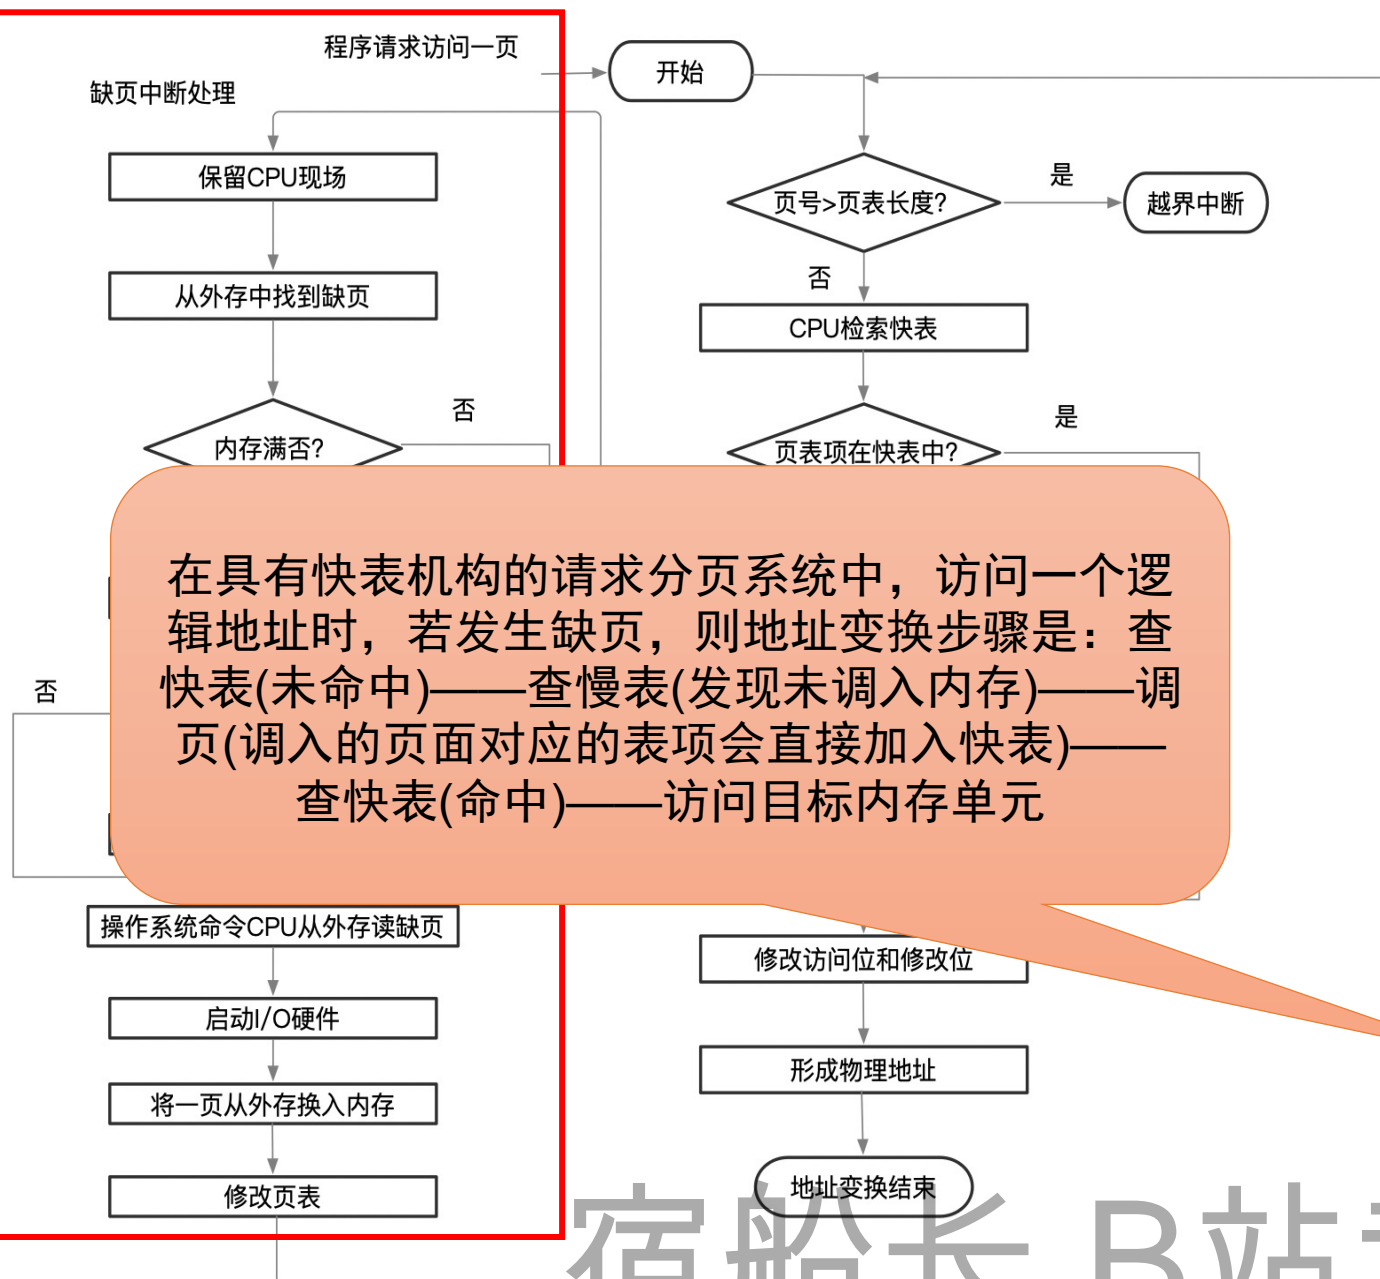 程序请求访问一页
开始
缺页中断处理
保留CPU现场
页号>页表长度?
是
越界中断
从外存中找到缺页
否
CPU检索快表
否
是
内存满否?
页表项在快表中?
在具有快表机构的请求分页系统中，访问一个逻
辑地址时，若发生缺页，则地址变换步骤是：查
快表(未命中)——查慢表(发现未调入内存)——调
页(调入的页面对应的表项会直接加入快表)——
查快表(命中)——访问目标内存单元
否
操作系统命令CPU从外存读缺页
修改访问位和修改位
启动I/O硬件
形成物理地址
将一页从外存换入内存
修改页表
地址变换结束
宿船长 B站